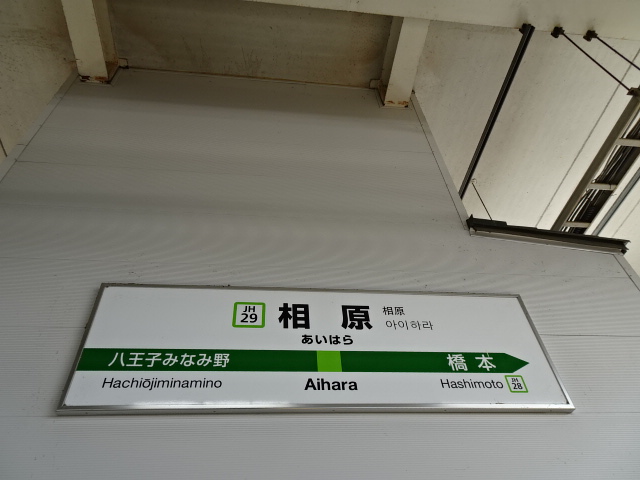 JH
29
相原
相原
아이하라
あいはら
八王子みなみ野
橋本
Hachiōjiminamino
Aihara
Hashimoto
JH
28